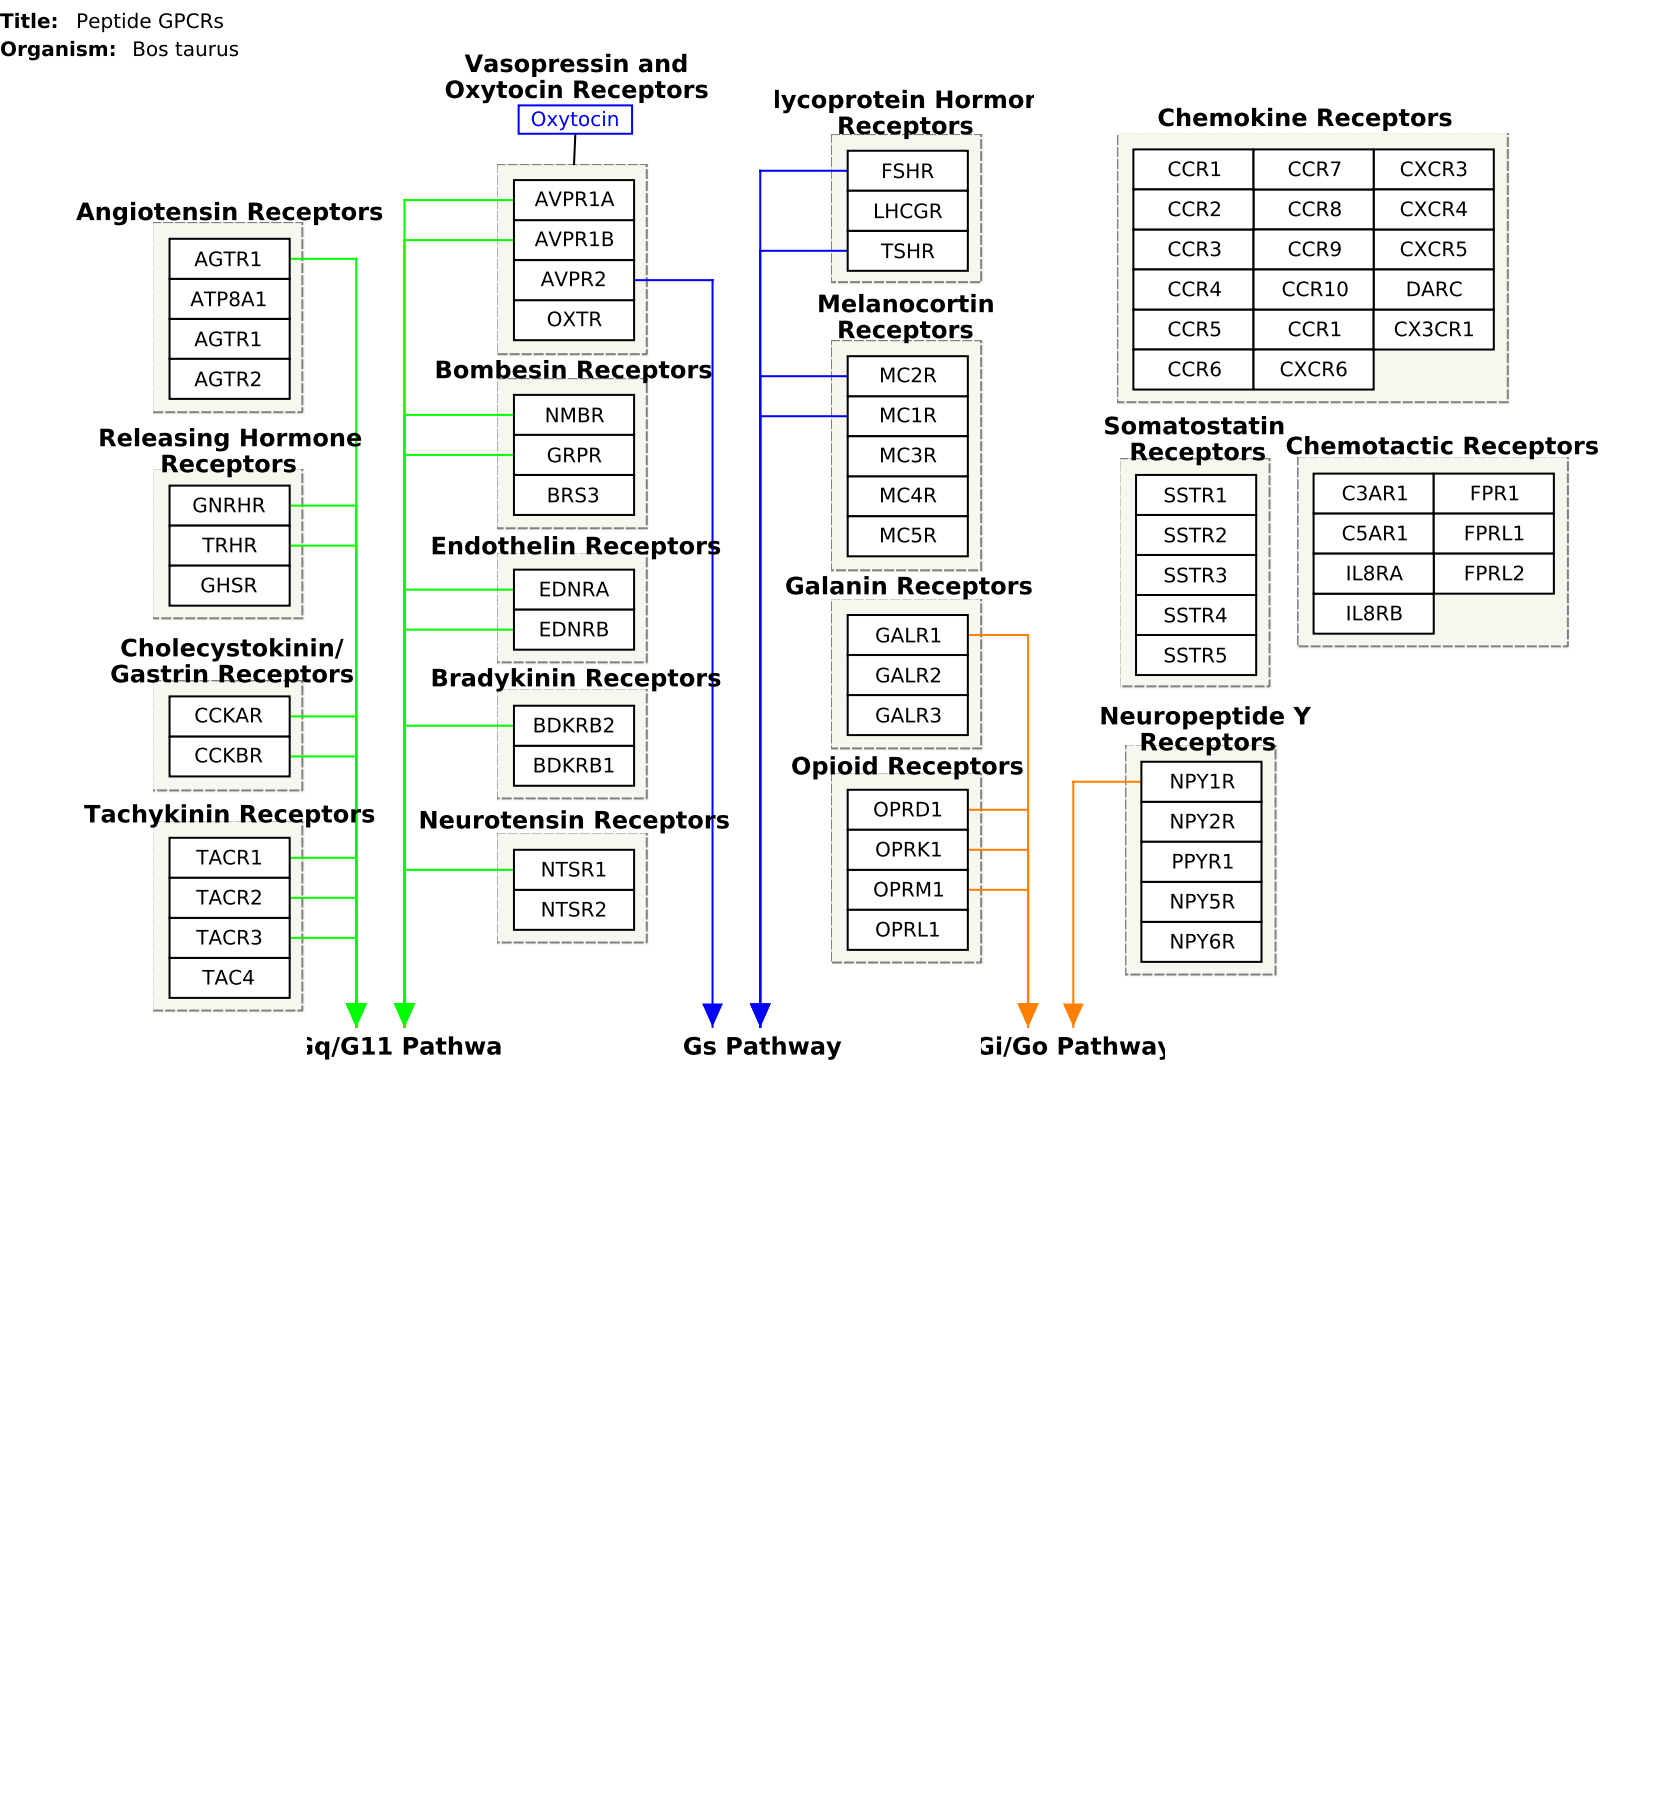 Title: Peptide GPCRs
Organism: Bos taurus
Vasopressin and
Oxytocin Receptors
Oxytocin
AVPR1A
AVPR1B
AVPR2
OXTR
Angiotensin Receptors
AGTR1
ATP8A1
AGTR1
AGTR2
Releasing Hormone
Receptors
GNRHR
TRHR
GHSR
Cholecystokinin/
Gastrin Receptors
CCKAR
CCKBR
Tachykinin Receptors
TACR1
TACR2
TACR3
TAC4
Bombesin Receptors
NMBR
GRPR
BRS3
Endothelin Receptors
EDNRA
EDNRB
Bradykinin Receptors
BDKRB2
BDKRB1
Neurotensin Receptors
NTSR1
NTSR2
lycoprotein Hormor
Receptors
FSHR
LHCGR
TSHR
Melanocortin
Receptors
MC2R
MC1R
MC3R
MC4R
MC5R
Galanin Receptors
GALR1
GALR2
GALR3
Opioid Receptors
OPRD1
OPRK1
OPRM1
OPRL1
Chemokine Receptors
CCR1 CCR7 CXCR3
CCR2 CCR8 CXCR4
CCR3 CCR9 CXCR5
CCR4 CCR10 DARC
CCR5 CCR1 CX3CR1
CCR6 CXCR6
Somatostatin
Receptors
SSTR1
SSTR2
SSTR3
SSTR4
SSTR5
Chemotactic Receptors
C3AR1 FPR1
C5AR1 FPRL1
IL8RA FPRL2
IL8RB
Neuropeptide Y
Receptors
NPY1R
NPY2R
PPYR1
NPY5R
NPY6R
Gq/G11 Pathwa
Gs Pathway
Gi/Go Pathway